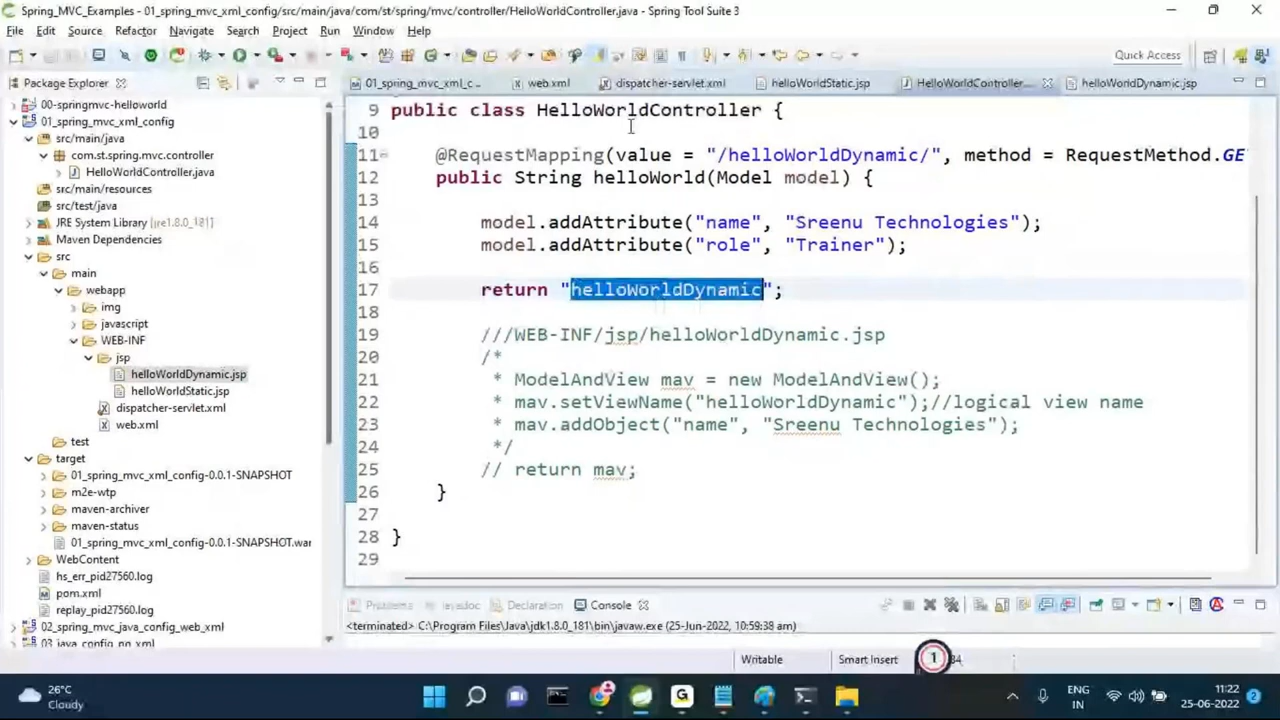 Spring_MVC_Examples - 01_spring_mvc_xml_config/src/main/java/com/st/spring/mvc/controller/HelloWorldController.java - Spring Tool Suite 3
File Edit Source Refactor Navigate Search Project Run Window Help
Quick Access
Package Explorer
01_spring_mvc_xml_c...
web.xml
dispatcher-servlet.xml
helloWorldStatic.jsp
HelloWorldController...
helloWorldDynamic.jsp
00-springmvc-helloworld
01_spring_mvc_xml_config
src/main/java
com.st.spring.mvc.controller
HelloWorldController.java
src/main/resources
src/test/java
JRE System Library [jre1.8.0_181]
Maven Dependencies
src
main
webapp
img
javascript
WEB-INF
jsp
helloWorldDynamic.jsp
helloWorldStatic.jsp
dispatcher-servlet.xml
web.xml
test
target
01_spring_mvc_xml_config-0.0.1-SNAPSHOT
m2e-wtp
maven-archiver
maven-status
01_spring_mvc_xml_config-0.0.1-SNAPSHOT.war
WebContent
hs_err_pid27560.log
pom.xml
replay_pid27560.log
02_spring_mvc_java_config_web_xml
9 public class HelloWorldController {
10
11 @RequestMapping(value = "/helloWorldDynamic/", method = RequestMethod.GE
12 public String helloWorld(Model model) {
13
14 model.addAttribute("name", "Sreenu Technologies");
15 model.addAttribute("role", "Trainer");
16
17 return "helloWorldDynamic";
18
19 ///WEB-INF/jsp/helloWorldDynamic.jsp
20 /*
21 * ModelAndView mav = new ModelAndView();
22 * mav.setViewName("helloWorldDynamic");//logical view name
23 * mav.addObject("name", "Sreenu Technologies");
24 */
25 // return mav;
26 }
27
28 }
29
Problems Javadoc Declaration Console
<terminated> C:\Program Files\Java\jdk1.8.0_181\bin\javaw.exe (25-Jun-2022, 10:59:38 am)
Writable Smart Insert 1
26°C
Cloudy
ENG
IN
11:22
25-06-2022
2